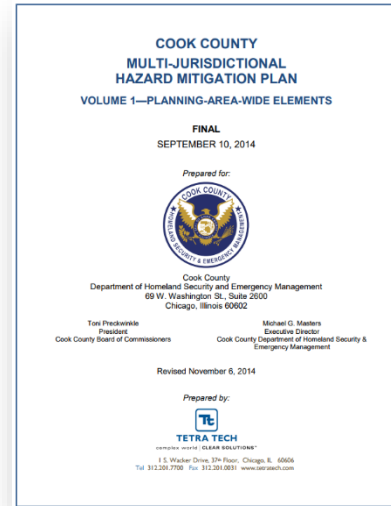 COOK COUNTY
MULTI-JURISDICTIONAL
HAZARD MITIGATION PLAN
VOLUME 1—PLANNING-AREA-WIDE ELEMENTS
FINAL
SEPTEMBER 10, 2014
Prepared for:
COOK COUNTY
HOMELAND SECURITY & EMERGENCY MANAGEMENT
Cook County
Department of Homeland Security and Emergency Management
69 W. Washington St., Suite 2600
Chicago, Illinois 60602
Toni Preckwinkle
President
Cook County Board of Commissioners
Michael G. Masters
Executive Director
Cook County Department of Homeland Security &
Emergency Management
Revised November 6, 2014
Prepared by:
Tt
TETRA TECH
complex world | CLEAR SOLUTIONS™
1 S. Wacker Drive, 37th Floor, Chicago, IL 60606
Tel 312.201.7700 Fax 312.201.0031 www.tetratech.com